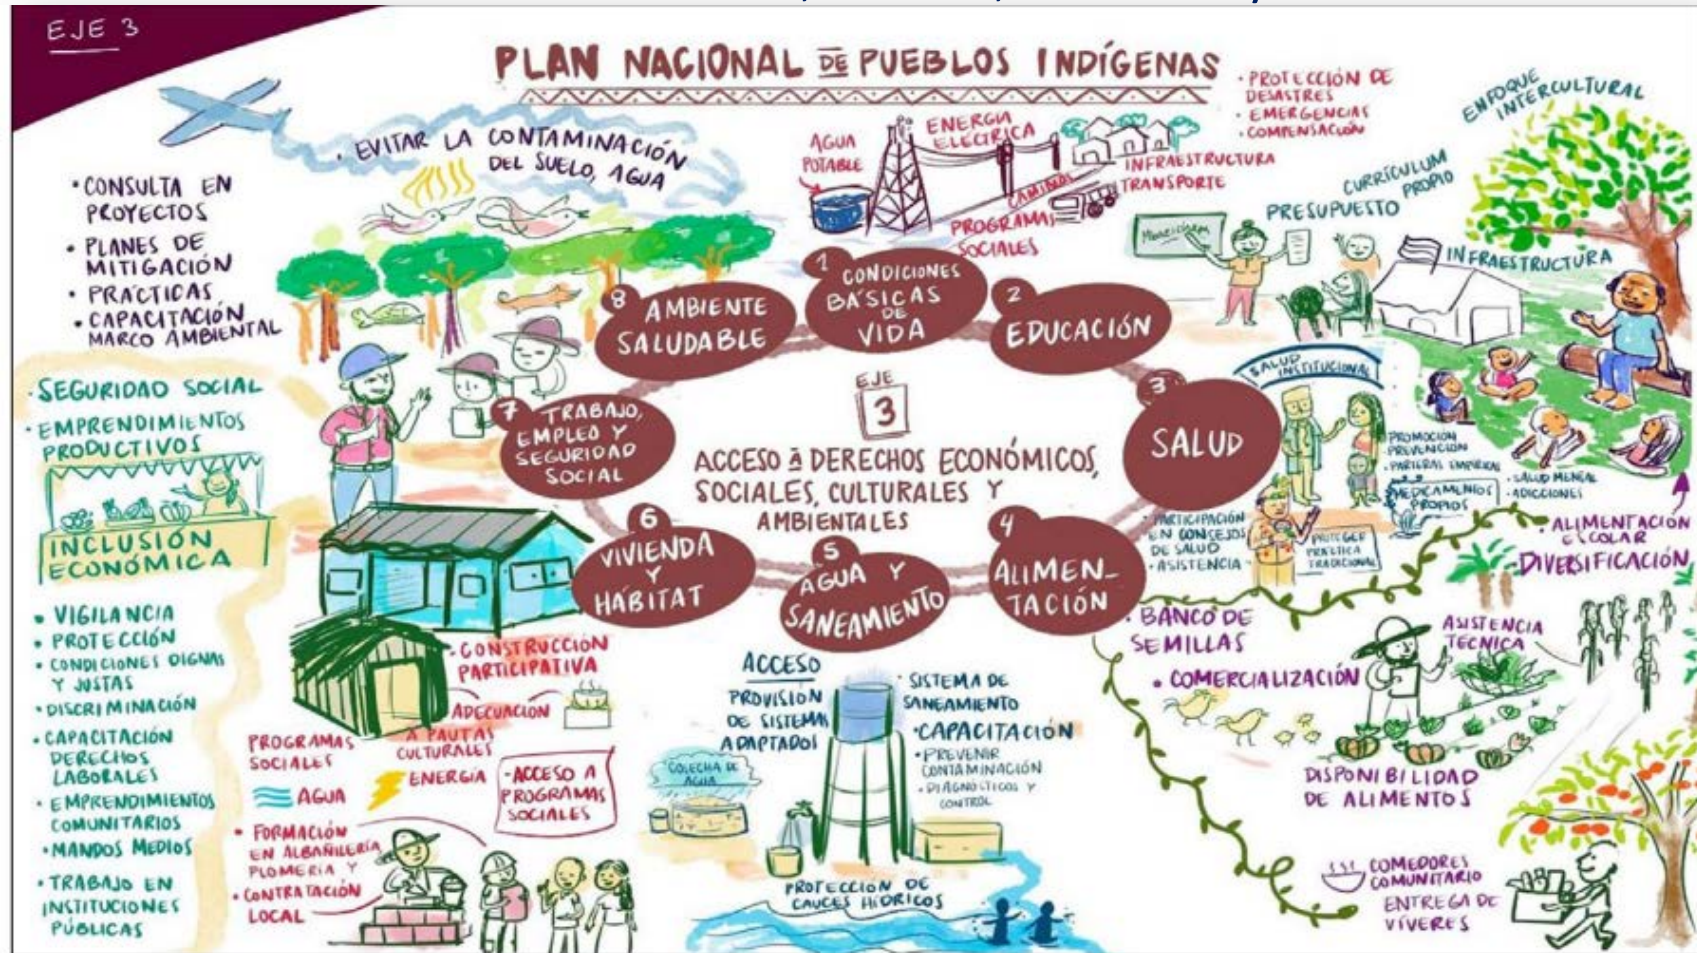 EJE 3
PLAN NACIONAL DE PUEBLOS INDÍGENAS
• EVITAR LA CONTAMINACIÓN
DEL SUELO, AGUA
• CONSULTA EN
PROYECTOS
• PLANES DE
MITIGACIÓN
• PRÁCTICAS
• CAPACITACIÓN
MARCO AMBIENTAL
AGUA
POTABLE
ENERGÍA
ELÉCTRICA
INFRAESTRUCTURA
CAMINOS
TRANSPORTE
PROGRAMAS
SOCIALES
• PROTECCIÓN DE
DESASTRES
• EMERGENCIAS
• COMPENSACIÓN
ENFOQUE
INTERCULTURAL
CURRÍCULUM
PROPIO
PRESUPUESTO
INFRAESTRUCTURA
1
CONDICIONES
BÁSICAS
DE
VIDA
2
EDUCACIÓN
3
SALUD
4
ALIMEN-
TACIÓN
5
AGUA Y
SANEAMIENTO
6
VIVIENDA
Y
HÁBITAT
7
TRABAJO,
EMPLEO Y
SEGURIDAD
SOCIAL
8
AMBIENTE
SALUDABLE
EJE
3
ACCESO A DERECHOS ECONÓMICOS,
SOCIALES, CULTURALES Y
AMBIENTALES
SALUD
INSTITUCIONAL
PROMOCIÓN
PREVENCIÓN
• PARTERAS EMPÍRICAS
• SALUD MENTAL
• ADICCIONES
MEDICAMENTOS
PROPIOS
• PARTICIPACIÓN
EN CONSEJOS
DE SALUD
• ASISTENCIA
PROTEGER
PRÁCTICA
TRADICIONAL
• ALIMENTACIÓN
ESCOLAR
• DIVERSIFICACIÓN
• BANCO DE
SEMILLAS
• COMERCIALIZACIÓN
ASISTENCIA
TÉCNICA
DISPONIBILIDAD
DE ALIMENTOS
COMEDORES
COMUNITARIO
ENTREGA DE
VÍVERES
ACCESO
PROVISIÓN
DE SISTEMAS
ADAPTADOS
COSECHA DE
AGUA
• SISTEMA DE
SANEAMIENTO
• CAPACITACIÓN
• PREVENIR
CONTAMINACIÓN
• DIAGNÓSTICOS Y
CONTROL
PROTECCIÓN DE
CAUCES HÍDRICOS
• CONSTRUCCIÓN
PARTICIPATIVA
ADECUACIÓN
A PAUTAS
CULTURALES
PROGRAMAS
SOCIALES
AGUA
ENERGÍA
• ACCESO A
PROGRAMAS
SOCIALES
• FORMACIÓN
EN ALBAÑILERÍA,
PLOMERÍA Y
• CONTRATACIÓN
LOCAL
• SEGURIDAD SOCIAL
• EMPRENDIMIENTOS
PRODUCTIVOS
INCLUSIÓN
ECONÓMICA
• VIGILANCIA
• PROTECCIÓN
• CONDICIONES DIGNAS
Y JUSTAS
• DISCRIMINACIÓN
• CAPACITACIÓN
DERECHOS
LABORALES
• EMPRENDIMIENTOS
COMUNITARIOS
• MANDOS MEDIOS
• TRABAJO EN
INSTITUCIONES
PÚBLICAS